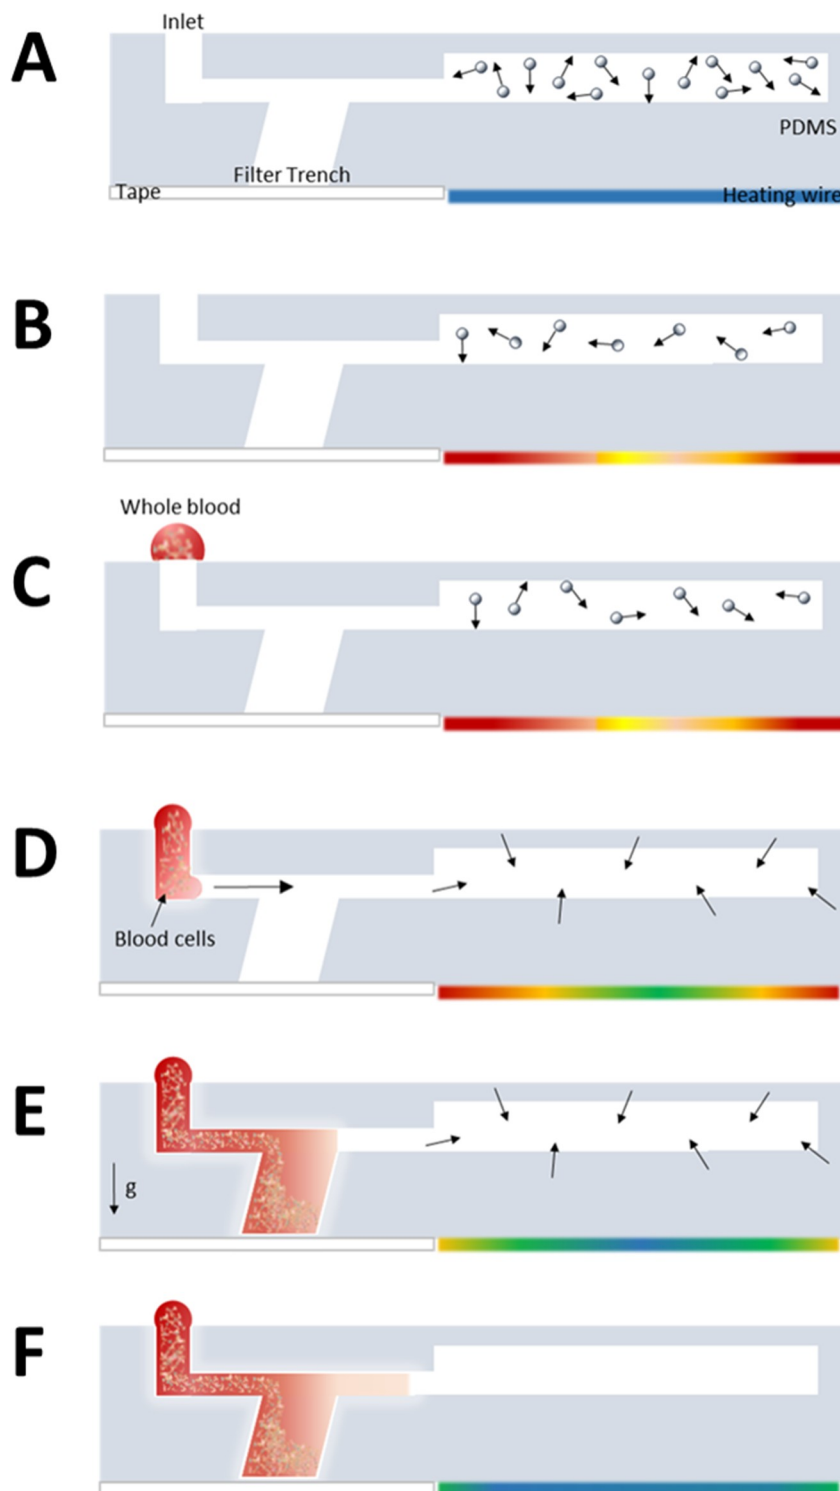 A
Inlet
PDMS
Filter Trench
Tape
Heating wire
B
Whole blood
C
D
Blood cells
E
g
F